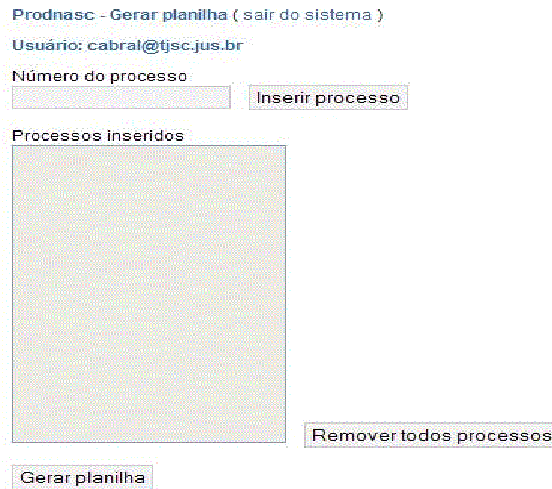 Prodnasc - Gerar planilha ( sair do sistema )
Usuário: cabral@tjsc.jus.br
Número do processo
Inserir processo
Processos inseridos
Remover todos processos
Gerar planilha